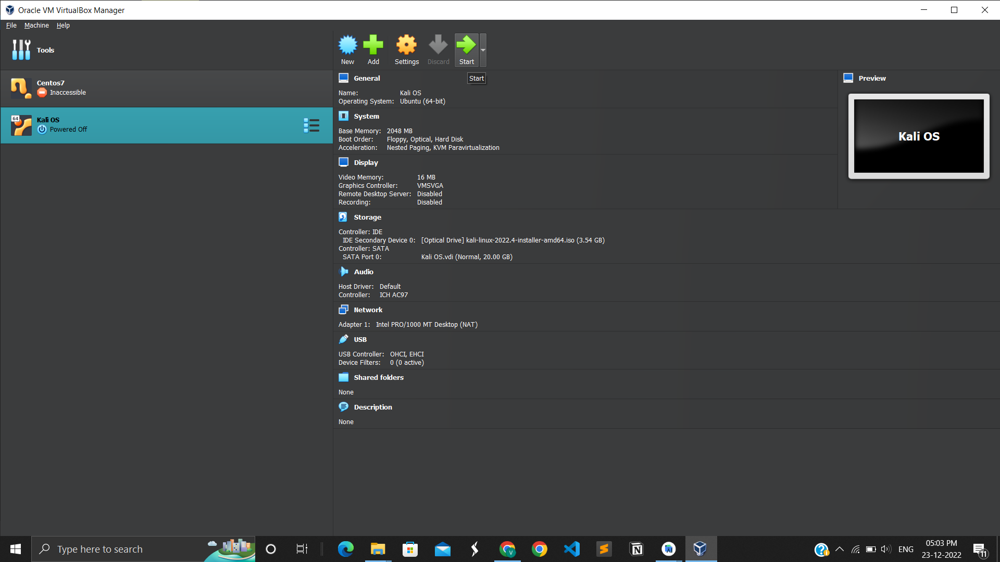 Oracle VM VirtualBox Manager
File Machine Help
Tools
New Add Settings Discard Start
Start
Centos7
Inaccessible
64
Kali OS
Powered Off
General
Name: Kali OS
Operating System: Ubuntu (64-bit)
System
Base Memory: 2048 MB
Boot Order: Floppy, Optical, Hard Disk
Acceleration: Nested Paging, KVM Paravirtualization
Display
Video Memory: 16 MB
Graphics Controller: VMSVGA
Remote Desktop Server: Disabled
Recording: Disabled
Storage
Controller: IDE
IDE Secondary Device 0: [Optical Drive] kali-linux-2022.4-installer-amd64.iso (3.54 GB)
Controller: SATA
SATA Port 0: Kali OS.vdi (Normal, 20.00 GB)
Audio
Host Driver: Default
Controller: ICH AC97
Network
Adapter 1: Intel PRO/1000 MT Desktop (NAT)
USB
USB Controller: OHCI, EHCI
Device Filters: 0 (0 active)
Shared folders
None
Description
None
Preview
Kali OS
Type here to search
V
ENG
05:03 PM
23-12-2022
11